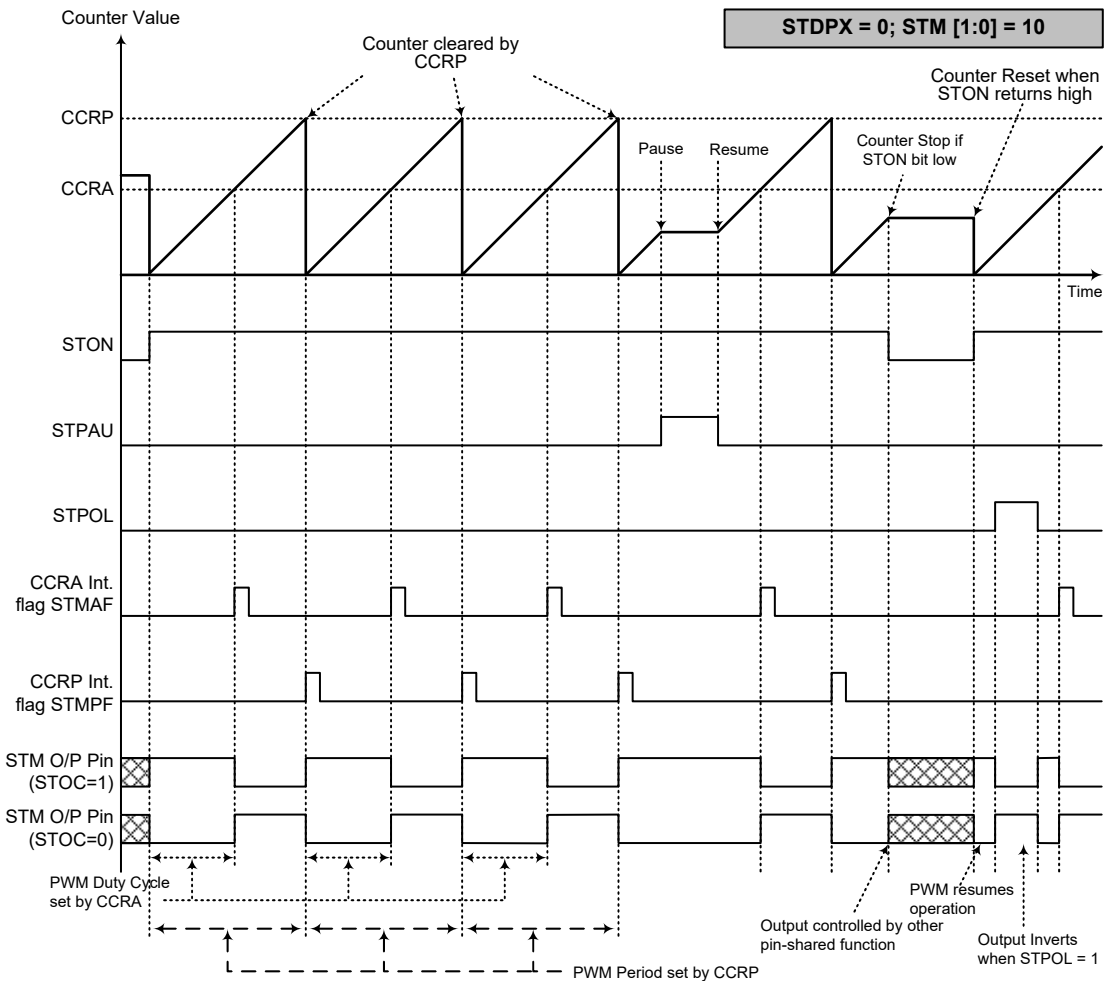 Counter Value
STDPX = 0; STM [1:0] = 10
Counter cleared by
CCRP
Counter Reset when
STON returns high
CCRP
Pause
Resume
Counter Stop if
STON bit low
CCRA
Time
STON
STPAU
STPOL
CCRA Int.
flag STMAF
CCRP Int.
flag STMPF
STM O/P Pin
(STOC=1)
STM O/P Pin
(STOC=0)
PWM Duty Cycle
set by CCRA
PWM resumes
operation
Output controlled by other
pin-shared function
Output Inverts
when STPOL = 1
PWM Period set by CCRP